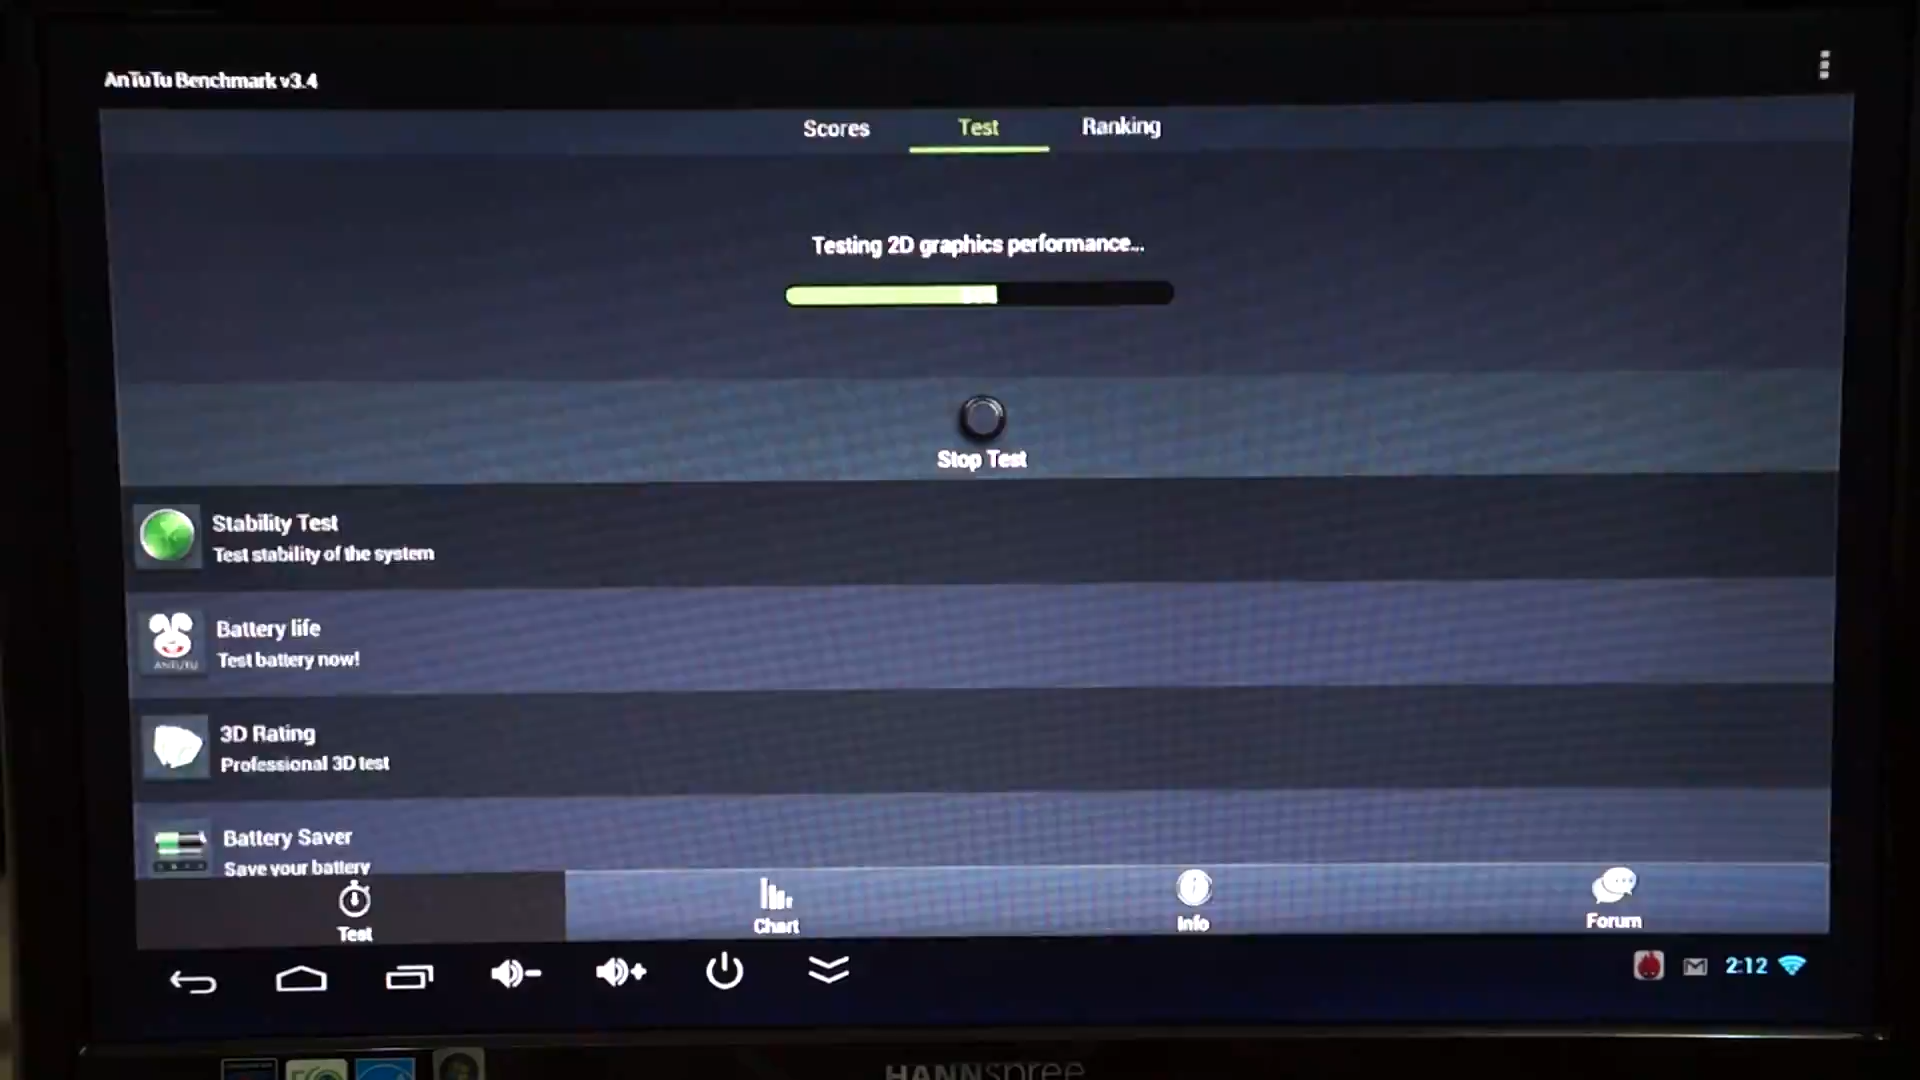 AnTuTu Benchmark v3.4
Scores
Test
Ranking
Testing 2D graphics performance...
Stop Test
Stability Test
Test stability of the system
Battery life
Test battery now!
ANTUTU
3D Rating
Professional 3D test
Battery Saver
Save your battery
Test
Chart
Info
Forum
2:12
HANNspree